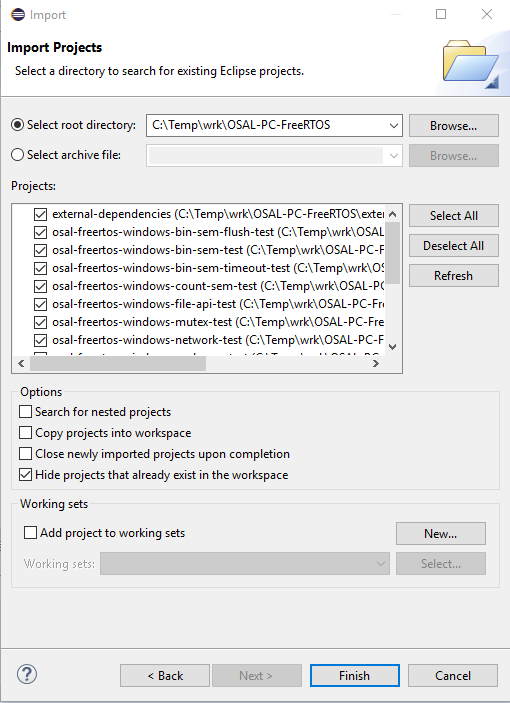 Import
Import Projects
Select a directory to search for existing Eclipse projects.
Select root directory: C:\Temp\wrk\OSAL-PC-FreeRTOS Browse...
Select archive file: Browse...
Projects:
external-dependencies (C:\Temp\wrk\OSAL-PC-FreeRTOS\exter Select All
osal-freertos-windows-bin-sem-flush-test (C:\Temp\wrk\OSA
osal-freertos-windows-bin-sem-test (C:\Temp\wrk\OSAL-PC- Deselect All
osal-freertos-windows-bin-sem-timeout-test (C:\Temp\wrk\OS
osal-freertos-windows-count-sem-test (C:\Temp\wrk\OSAL-P Refresh
osal-freertos-windows-file-api-test (C:\Temp\wrk\OSAL-PC-Fr
osal-freertos-windows-mutex-test (C:\Temp\wrk\OSAL-PC-Fre
osal-freertos-windows-network-test (C:\Temp\wrk\OSAL-PC-
Options
Search for nested projects
Copy projects into workspace
Close newly imported projects upon completion
Hide projects that already exist in the workspace
Working sets
Add project to working sets New...
Working sets: Select...
? < Back Next > Finish Cancel